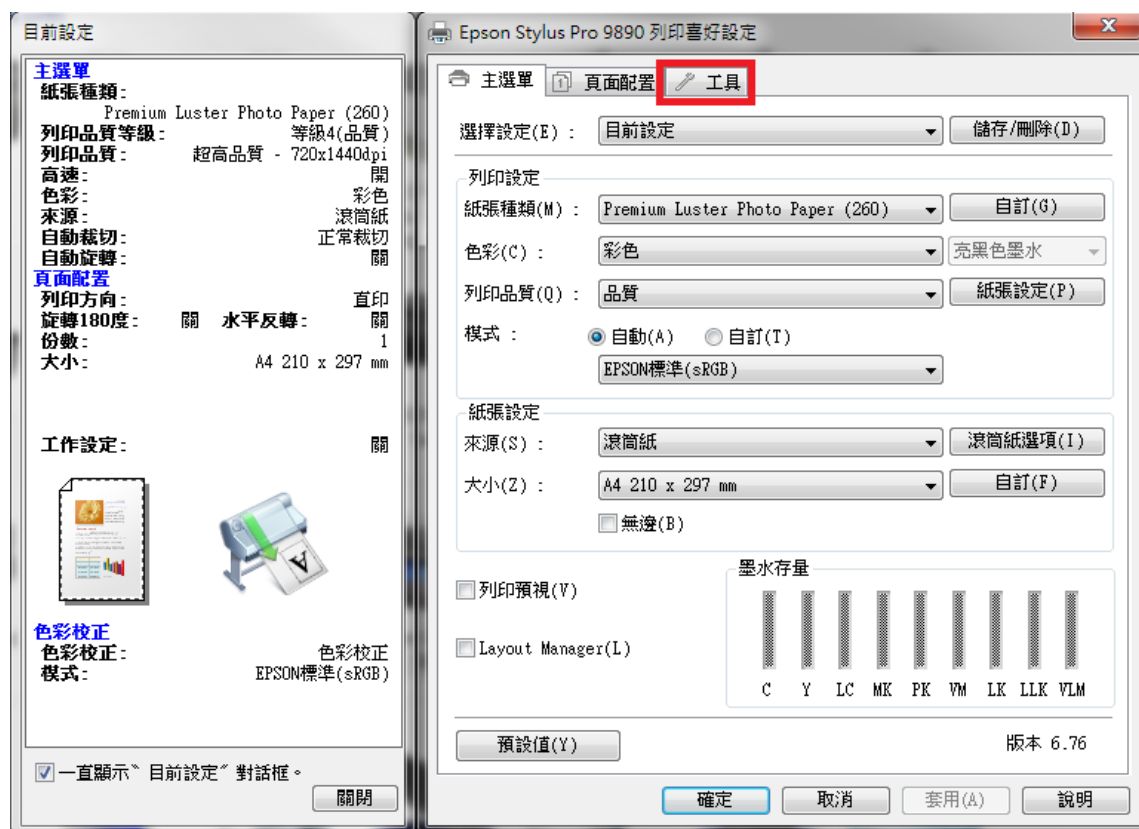 目前設定
主選單
紙張種類:
Premium Luster Photo Paper (260)
列印品質等級: 等級4(品質)
列印品質: 超高品質 - 720x1440dpi
高速: 開
色彩: 彩色
來源: 滾筒紙
自動裁切: 正常裁切
自動旋轉: 關
頁面配置
列印方向: 直印
旋轉180度: 關 水平反轉: 關
份數: 1
大小: A4 210 x 297 mm
工作設定: 關
色彩校正
色彩校正: 色彩校正
模式: EPSON標準(sRGB)
一直顯示〝目前設定〞對話框。
關閉
Epson Stylus Pro 9890 列印喜好設定
主選單 頁面配置 工具
選擇設定(E) : 目前設定 儲存/刪除(D)
列印設定
紙張種類(M) : Premium Luster Photo Paper (260) 自訂(G)
色彩(C) : 彩色 亮黑色墨水
列印品質(Q) : 品質 紙張設定(P)
模式 : 自動(A) 自訂(T)
EPSON標準(sRGB)
紙張設定
來源(S) : 滾筒紙 滾筒紙選項(I)
大小(Z) : A4 210 x 297 mm 自訂(F)
無邊(B)
列印預視(V)
Layout Manager(L)
墨水存量
C Y LC MK PK VM LK LLK VLM
預設值(Y) 版本 6.76
確定 取消 套用(A) 說明